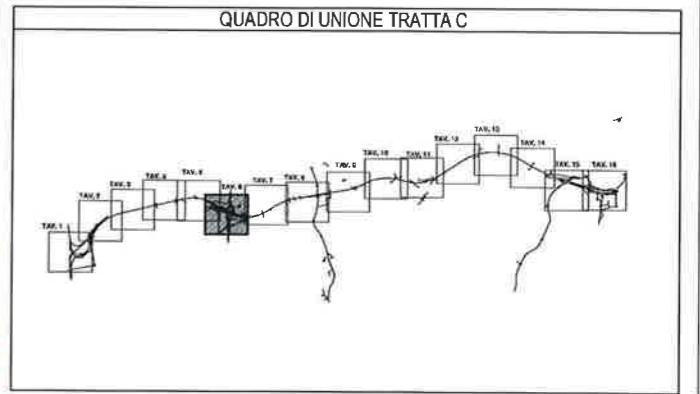 QUADRO DI UNIONE TRATTA C
TAV. 1
TAV. 2
TAV. 3
TAV. 4
TAV. 5
TAV. 6
TAV. 7
TAV. 8
TAV. 9
TAV. 10
TAV. 11
TAV. 12
TAV. 13
TAV. 14
TAV. 15
TAV. 16